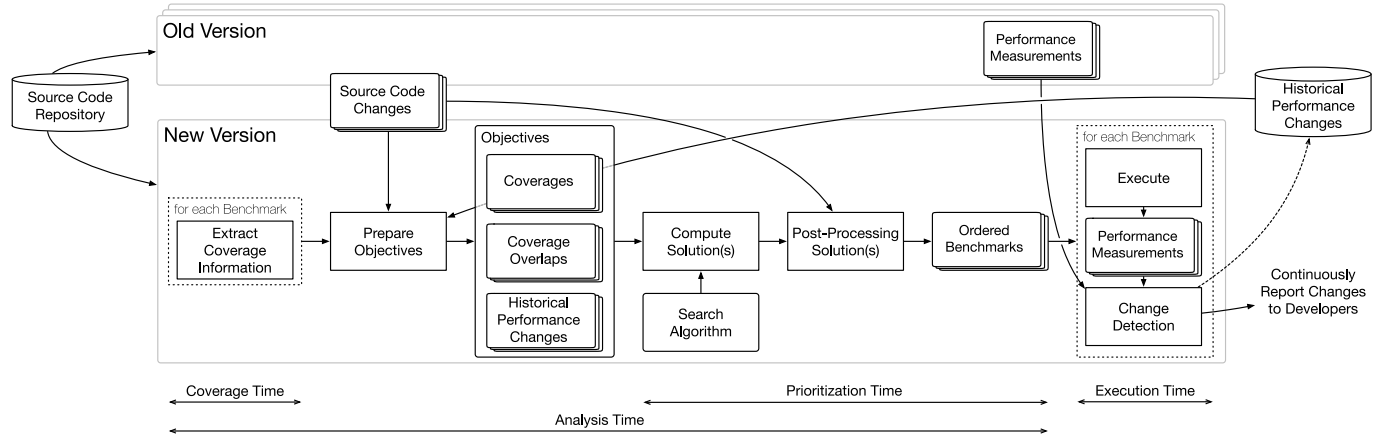 Old Version
Performance
Measurements
Source Code
Repository
Source Code
Changes
Historical
Performance
Changes
New Version
Objectives
for each Benchmark
Coverages
Execute
for each Benchmark
Extract
Coverage
Information
Prepare
Objectives
Coverage
Overlaps
Compute
Solution(s)
Post-Processing
Solution(s)
Ordered
Benchmarks
Performance
Measurements
Historical
Performance
Changes
Search
Algorithm
Change
Detection
Continuously
Report Changes
to Developers
Coverage Time
Prioritization Time
Execution Time
Analysis Time